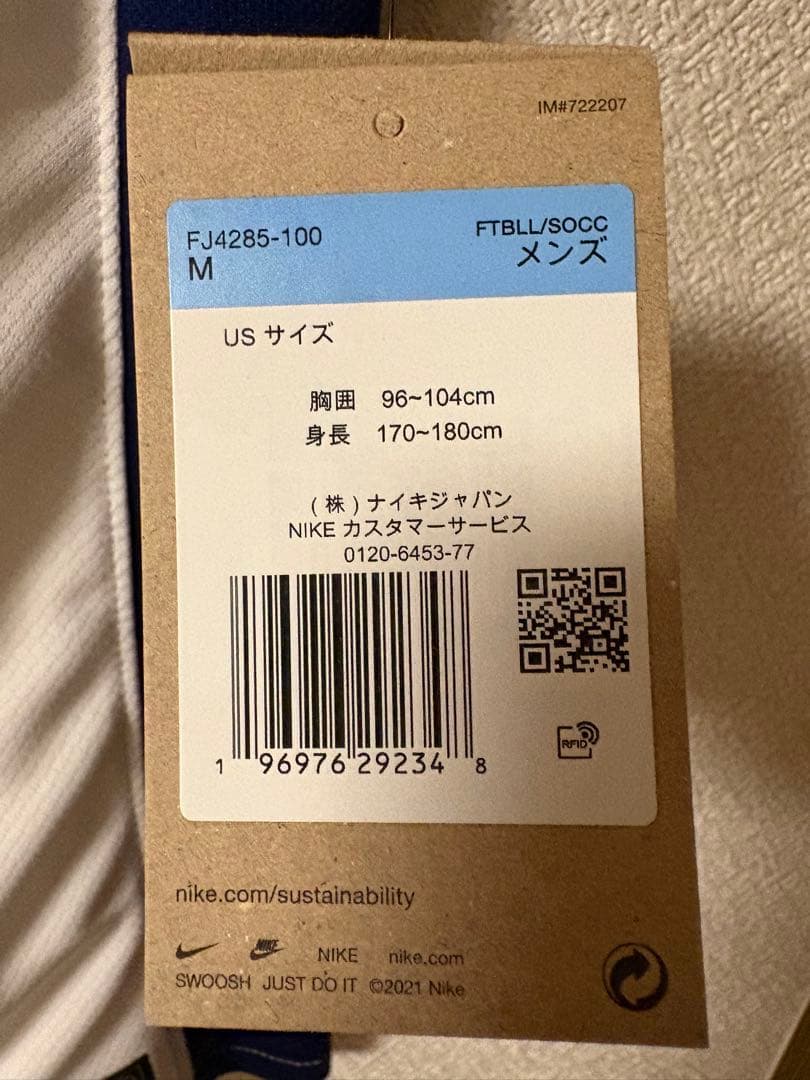 IM#722207
FJ4285-100
M
FTBLL/SOCC
メンズ
US サイズ
胸囲 96~104cm
身長 170~180cm
(株)ナイキジャパン
NIKE カスタマーサービス
0120-6453-77
1 96976 29234 8
RFID
nike.com/sustainability
NIKE NIKE nike.com
SWOOSH JUST DO IT ©2021 Nike